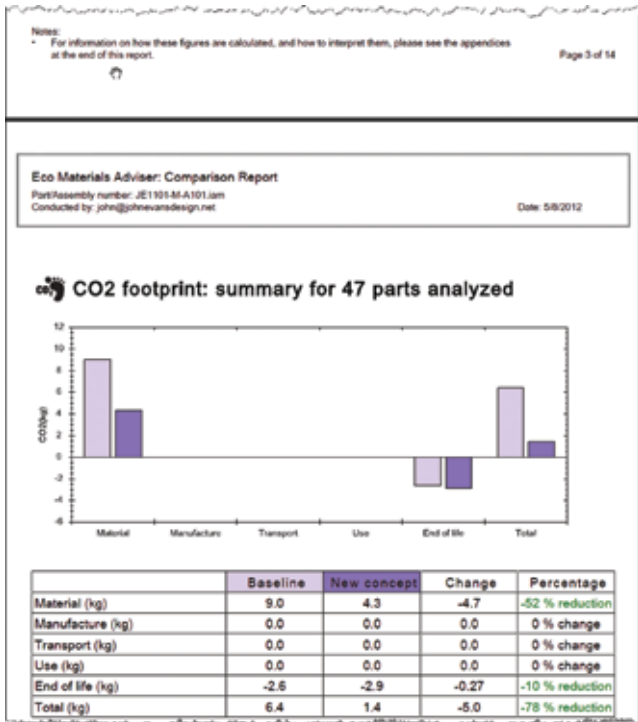 Notes:
• For information on how these figures are calculated, and how to interpret them, please see the appendices
at the end of this report.
Page 3 of 14
Eco Materials Adviser: Comparison Report
Part/Assembly number: JE1101-M-A101.iam
Conducted by: john@johnevansdesign.net
Date: 5/8/2012
CO2 CO2 footprint: summary for 47 parts analyzed
12
10
8
6
4
2
0
-2
-4
-6
CO2(kg)
Material Manufacture Transport Use End of life Total
Baseline New concept Change Percentage
Material (kg) 9.0 4.3 -4.7 -52 % reduction
Manufacture (kg) 0.0 0.0 0.0 0 % change
Transport (kg) 0.0 0.0 0.0 0 % change
Use (kg) 0.0 0.0 0.0 0 % change
End of life (kg) -2.6 -2.9 -0.27 -10 % reduction
Total (kg) 6.4 1.4 -5.0 -78 % reduction